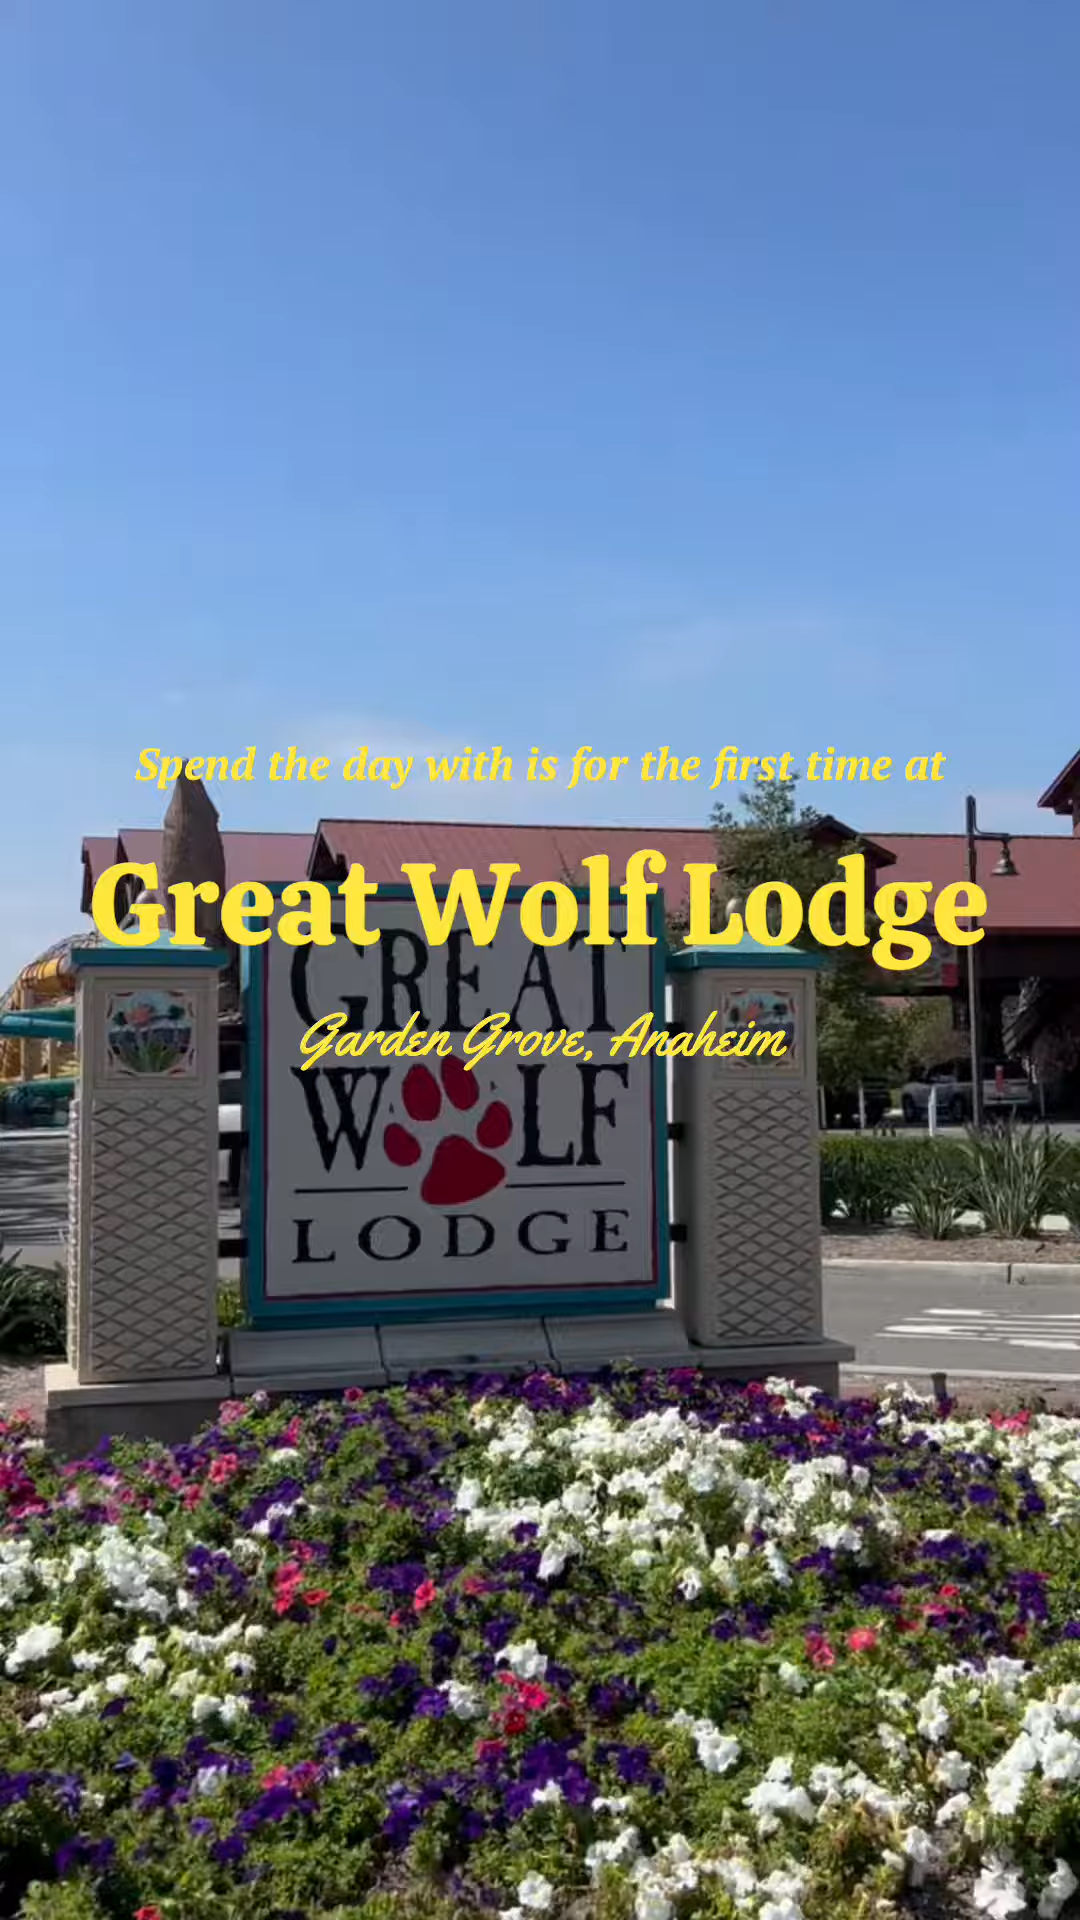 Spend the day with is for the first time at
Great Wolf Lodge
Garden Grove, Anaheim
GREAT
WOLF
LODGE